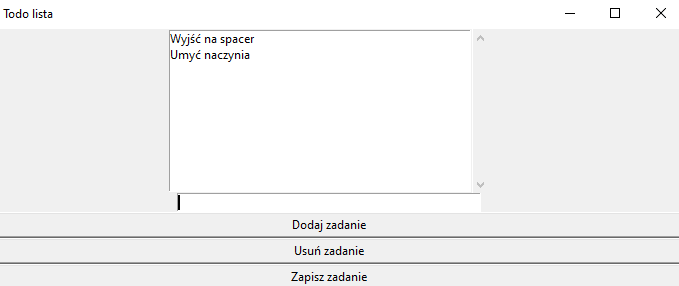 Todo lista
Wyjść na spacer
Umyć naczynia
Dodaj zadanie
Usuń zadanie
Zapisz zadanie